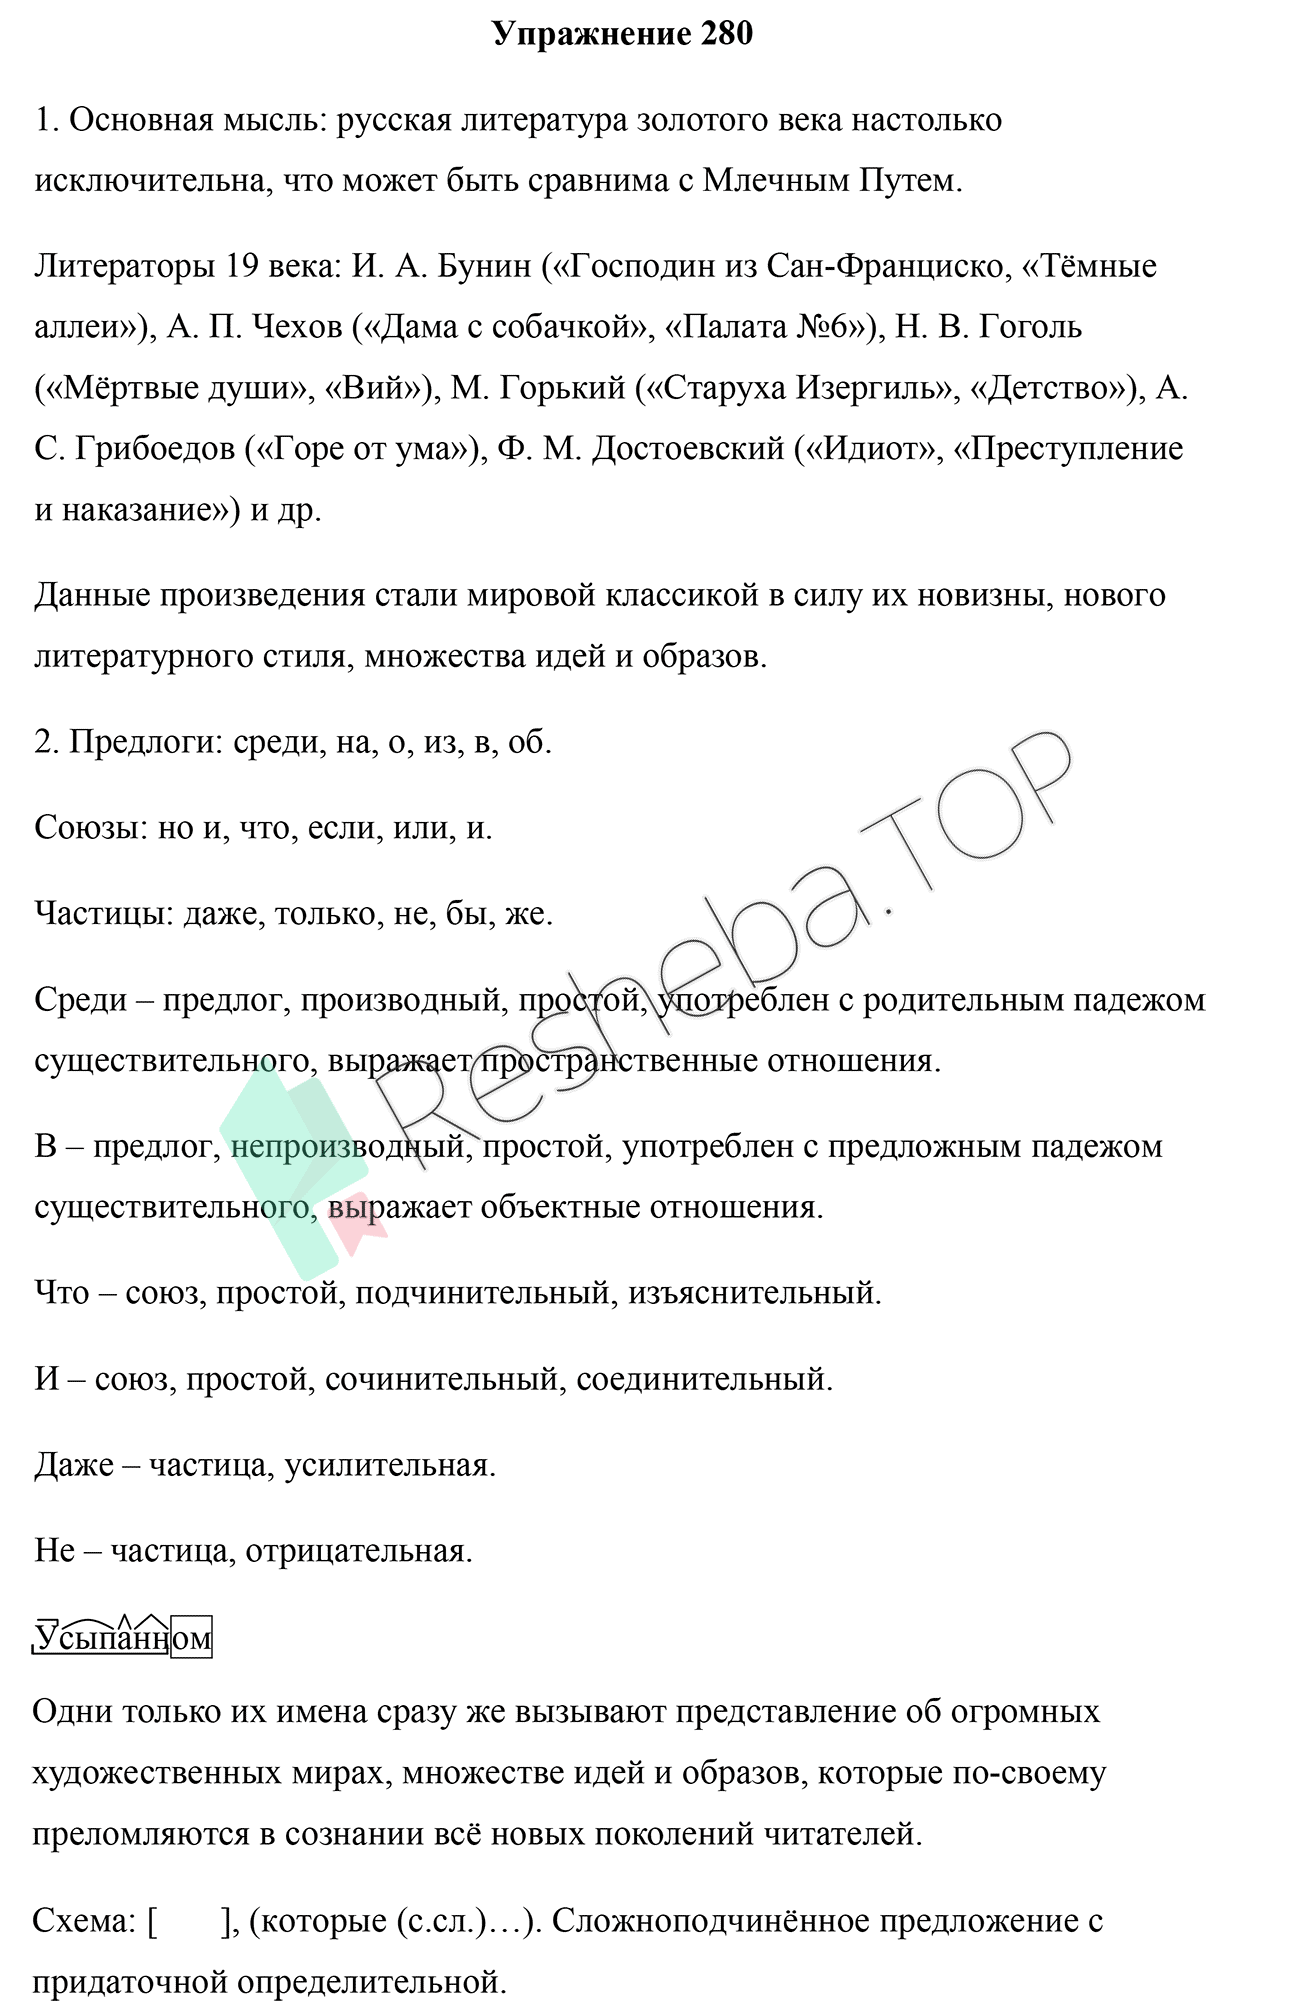 Упражнение 280
1. Основная мысль: русская литература золотого века настолько
исключительна, что может быть сравнима с Млечным Путем.
Литераторы 19 века: И. А. Бунин («Господин из Сан-Франциско, «Тёмные
аллеи»), А. П. Чехов («Дама с собачкой», «Палата №6»), Н. В. Гоголь
(«Мёртвые души», «Вий»), М. Горький («Старуха Изергиль», «Детство»), А.
С. Грибоедов («Горе от ума»), Ф. М. Достоевский («Идиот», «Преступление
и наказание») и др.
Данные произведения стали мировой классикой в силу их новизны, нового
литературного стиля, множества идей и образов.
2. Предлоги: среди, на, о, из, в, об.
Союзы: но и, что, если, или, и.
Частицы: даже, только, не, бы, же.
Среди – предлог, производный, простой, употреблен с родительным падежом
существительного, выражает пространственные отношения.
В – предлог, непроизводный, простой, употреблен с предложным падежом
существительного, выражает объектные отношения.
Что – союз, простой, подчинительный, изъяснительный.
И – союз, простой, сочинительный, соединительный.
Даже – частица, усилительная.
Не – частица, отрицательная.
Усыпанном
Одни только их имена сразу же вызывают представление об огромных
художественных мирах, множестве идей и образов, которые по-своему
преломляются в сознании всё новых поколений читателей.
Схема: [ ], (которые (с.сл.)…). Сложноподчинённое предложение с
придаточной определительной.
Resheba.TOP